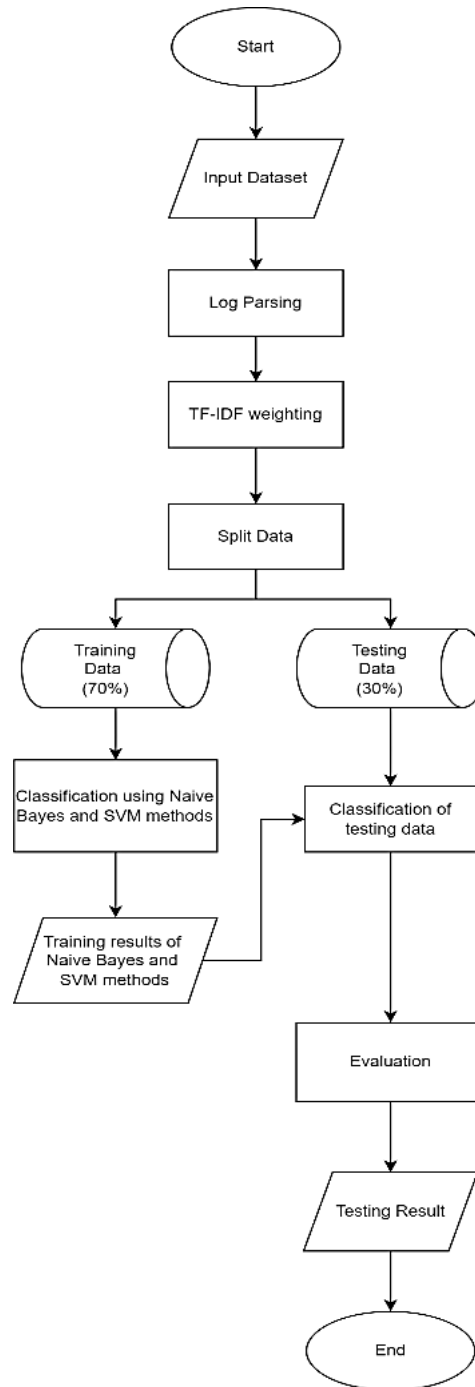 Start
Input Dataset
Log Parsing
TF-IDF weighting
Split Data
Training
Data
(70%)
Testing
Data
(30%)
Classification using Naive
Bayes and SVM methods
Classification of
testing data
Training results of
Naive Bayes and
SVM methods
Evaluation
Testing Result
End